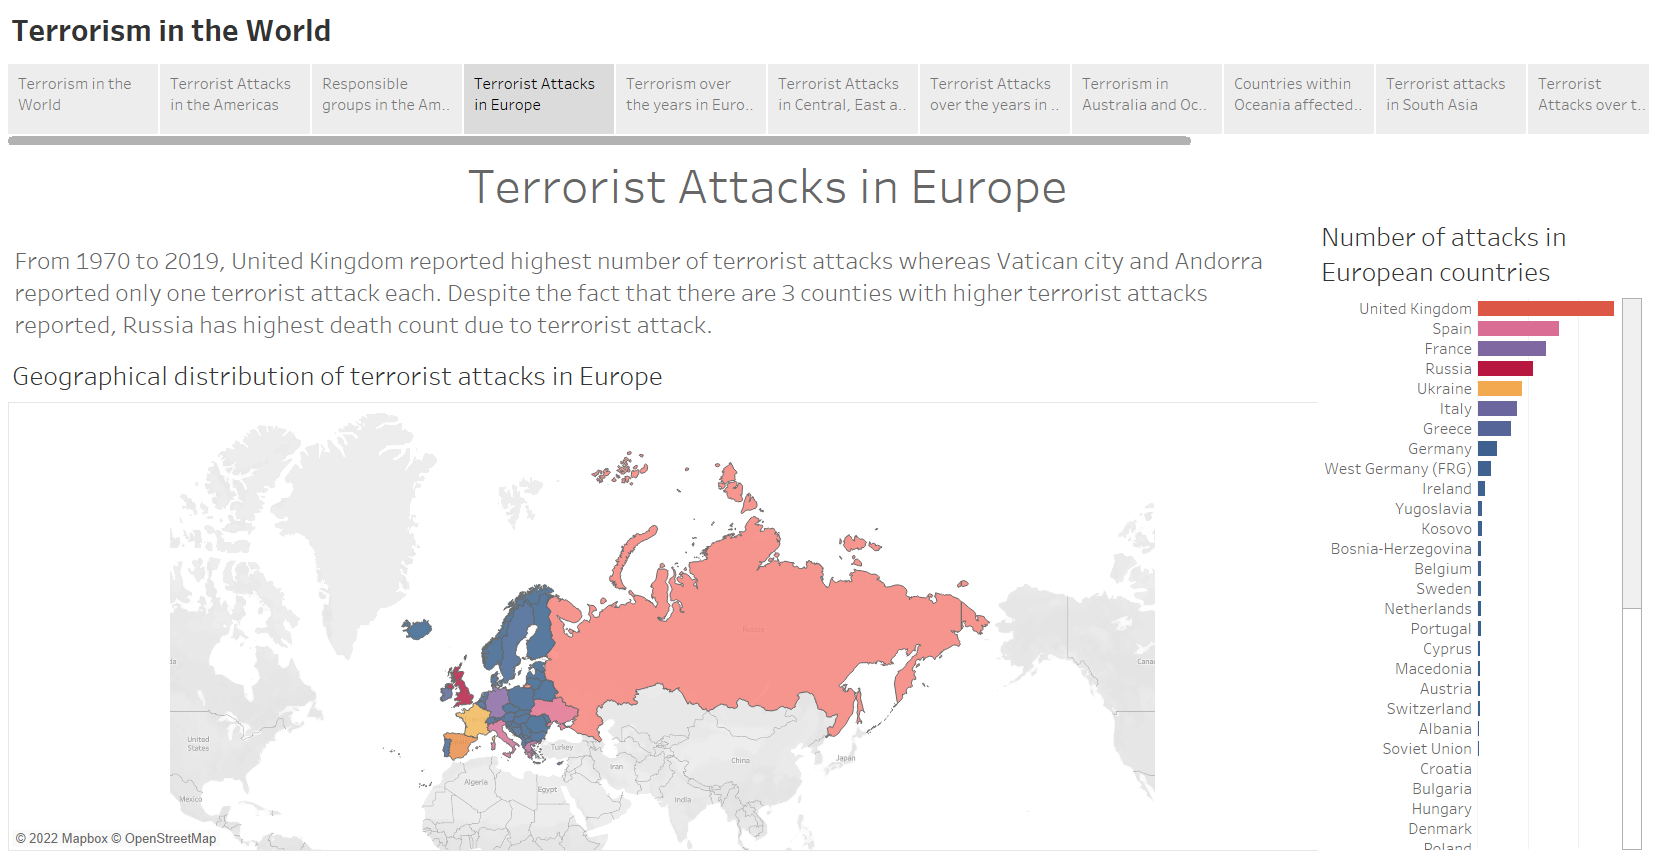 Terrorism in the World
Terrorism in the
World
Terrorist Attacks
in the Americas
Responsible
groups in the Am..
Terrorist Attacks
in Europe
Terrorism over
the years in Euro..
Terrorist Attacks
in Central, East a..
Terrorist Attacks
over the years in ..
Terrorism in
Australia and Oc..
Countries within
Oceania affected..
Terrorist attacks
in South Asia
Terrorist
Attacks over t..
Terrorist Attacks in Europe
From 1970 to 2019, United Kingdom reported highest number of terrorist attacks whereas Vatican city and Andorra
reported only one terrorist attack each. Despite the fact that there are 3 counties with higher terrorist attacks
reported, Russia has highest death count due to terrorist attack.
Geographical distribution of terrorist attacks in Europe
Russia
da
Canad
United
States
Mexico
Turkey
Iran
China
Japan
Algeria
Egypt
India
© 2022 Mapbox © OpenStreetMap
Number of attacks in
European countries
United Kingdom
Spain
France
Russia
Ukraine
Italy
Greece
Germany
West Germany (FRG)
Ireland
Yugoslavia
Kosovo
Bosnia-Herzegovina
Belgium
Sweden
Netherlands
Portugal
Cyprus
Macedonia
Austria
Switzerland
Albania
Soviet Union
Croatia
Bulgaria
Hungary
Denmark
Poland